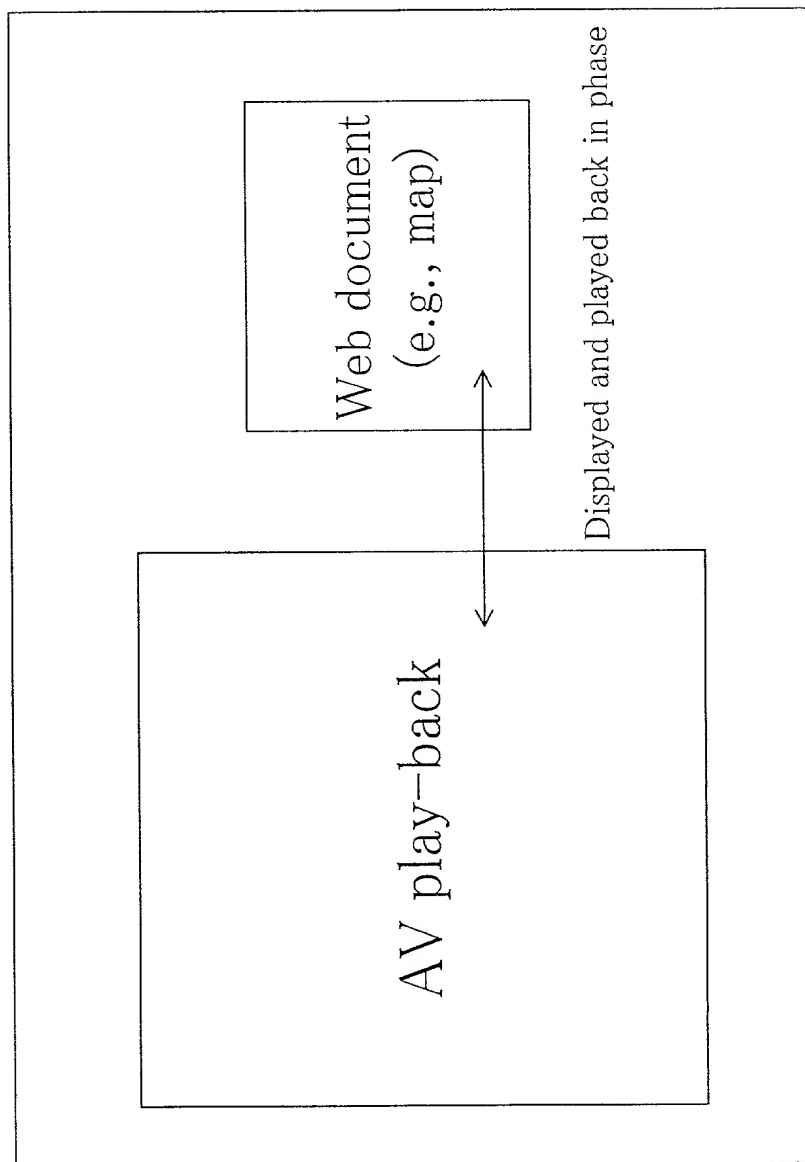 AV play-back
Web document
(e.g., map)
Displayed and played back in phase